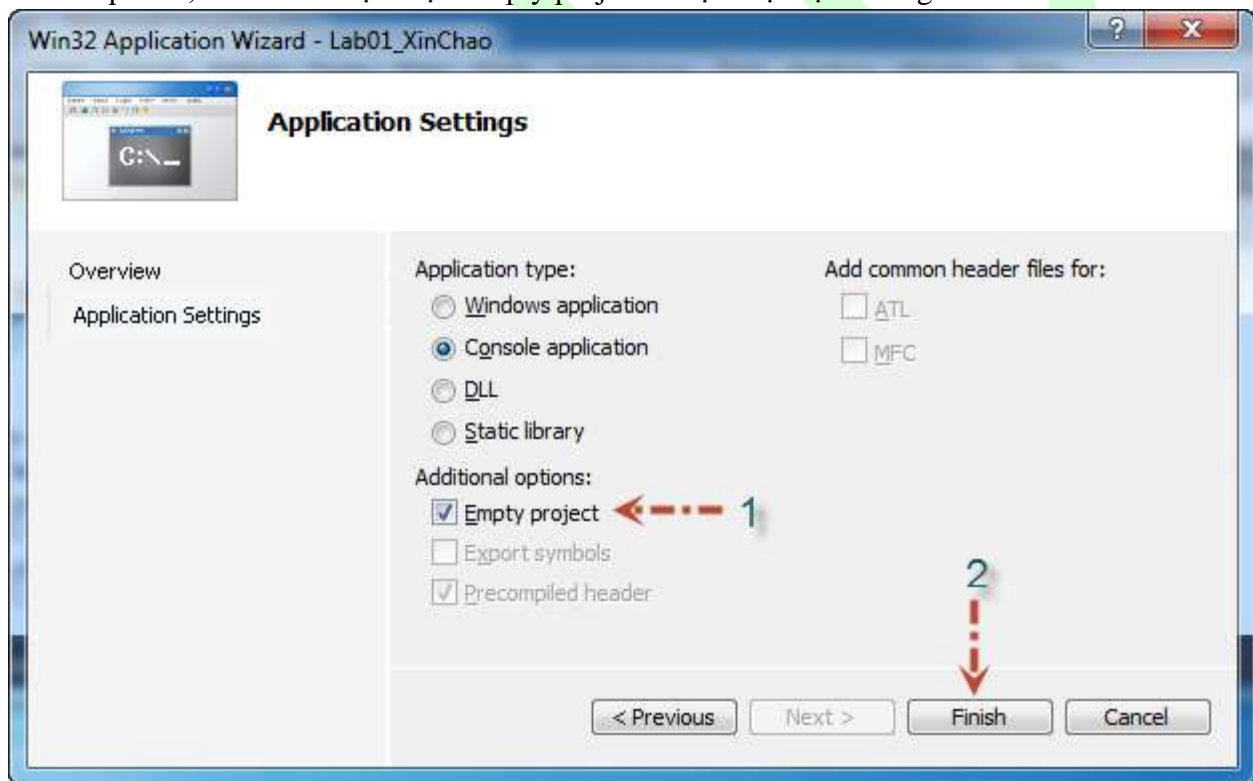 Win32 Application Wizard - Lab01_XinChao
C:\_
Application Settings
Overview
Application Settings
Application type:
Windows application
Console application
DLL
Static library
Additional options:
Empty project
1
Export symbols
Precompiled header
Add common header files for:
ATL
MFC
2
< Previous
Next >
Finish
Cancel